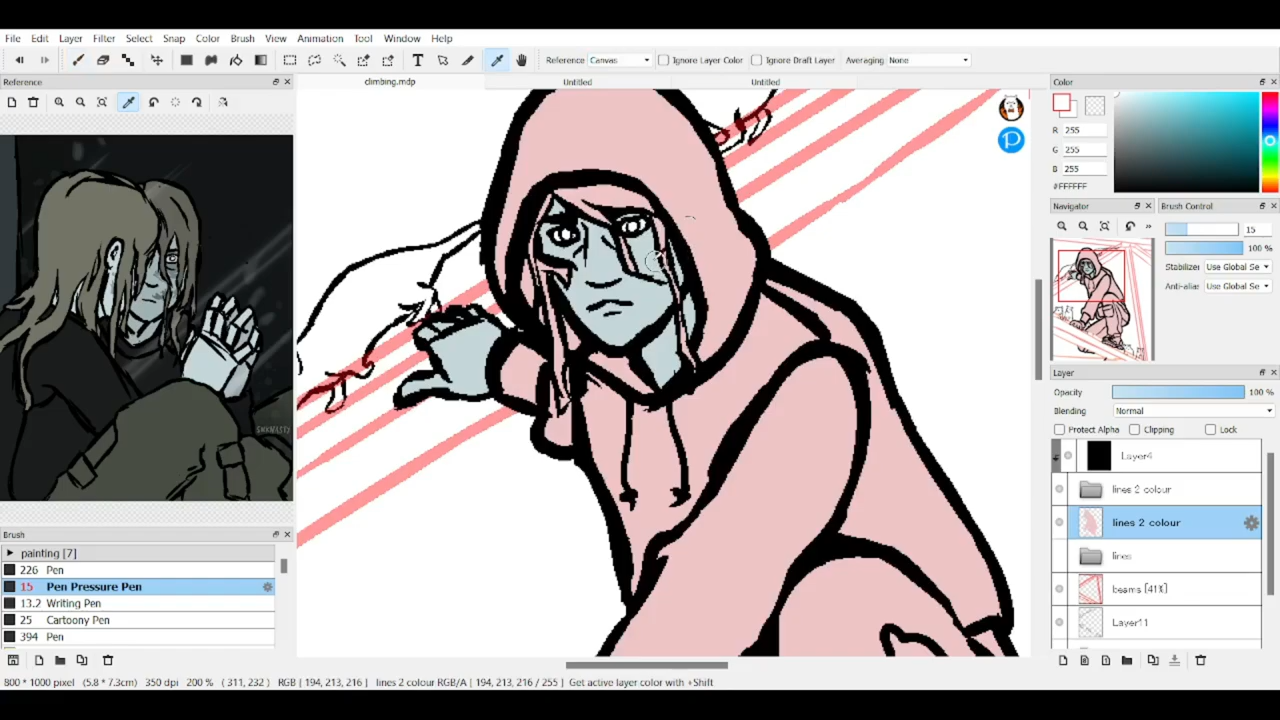 File Edit Layer Filter Select Snap Color Brush View Animation Tool Window Help
Reference Canvas Ignore Layer Color Ignore Draft Layer Averaging None
Reference
climbing.mdp Untitled Untitled
Color
R 255
G 255
B 255
#FFFFFF
Navigator Brush Control
15
100 %
Stabilize: Use Global Se
Anti-alia: Use Global Se
Layer
Opacity 100 %
Blending Normal
Protect Alpha Clipping Lock
Layer4
lines 2 colour
lines 2 colour
lines
beams [41%]
Layer11
Brush
painting [7]
226 Pen
15 Pen Pressure Pen
13.2 Writing Pen
25 Cartoony Pen
394 Pen
800 * 1000 pixel (5.8 * 7.3cm) 350 dpi 200 % ( 311, 232 ) RGB [ 194, 213, 216 ] lines 2 colour RGB/A [ 194, 213, 216 / 255 ] Get active layer color with +Shift